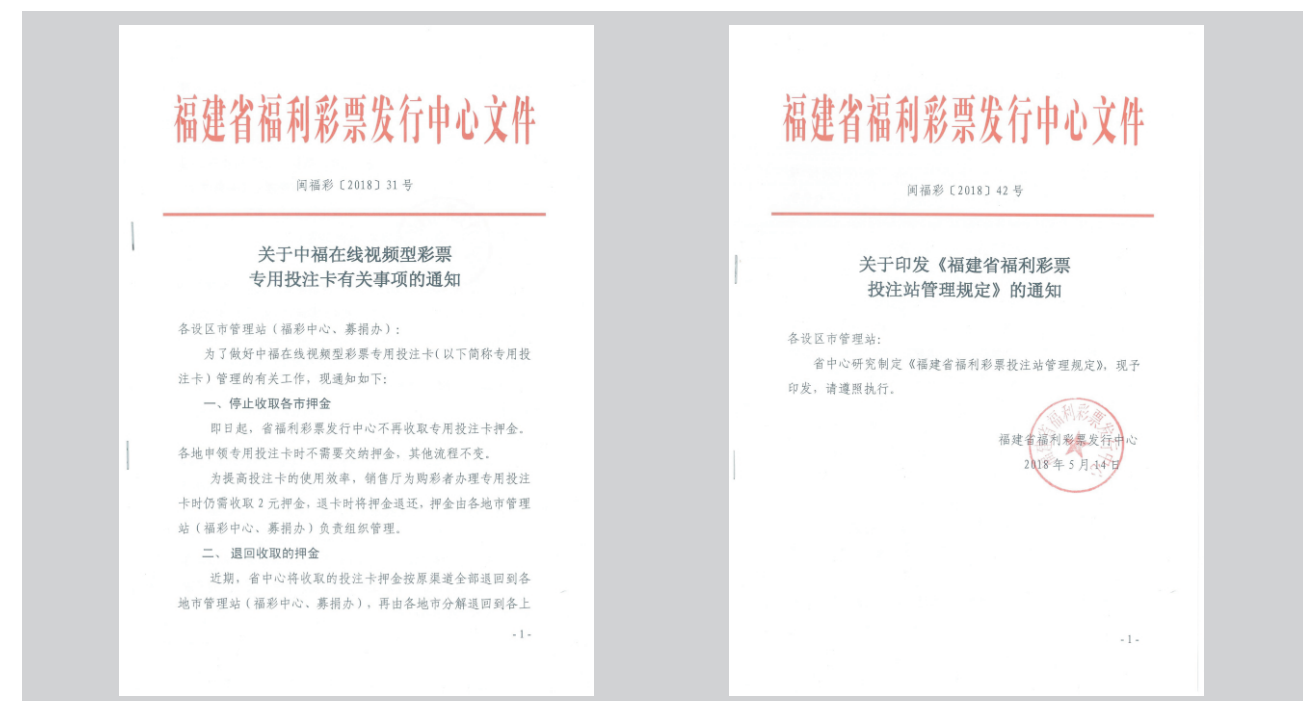 福建省福利彩票发行中心文件
闽福彩〔2018〕31 号
关于中福在线视频型彩票
专用投注卡有关事项的通知
各设区市管理站（福彩中心、募捐办）：
为了做好中福在线视频型彩票专用投注卡（以下简称专用投
注卡）管理的有关工作，现通知如下：
一、停止收取各市押金
即日起，省福利彩票发行中心不再收取专用投注卡押金。
各地申领专用投注卡时不需要交纳押金，其他流程不变。
为提高投注卡的使用效率，销售厅为购彩者办理专用投注
卡时仍需收取 2 元押金，退卡时将押金退还，押金由各地市管理
站（福彩中心、募捐办）负责组织管理。
二、 退回收取的押金
近期，省中心将收取的投注卡押金按原渠道全部退回到各
地市管理站（福彩中心、募捐办），再由各地市分解退回到各上
- 1 -
福建省福利彩票发行中心文件
闽福彩〔2018〕42 号
关于印发《福建省福利彩票
投注站管理规定》的通知
各设区市管理站：
省中心研究制定《福建省福利彩票投注站管理规定》，现予
印发，请遵照执行。
福建省福利彩票发行中心
福建省福利彩票发行中心
2018 年 5 月 14 日
- 1 -